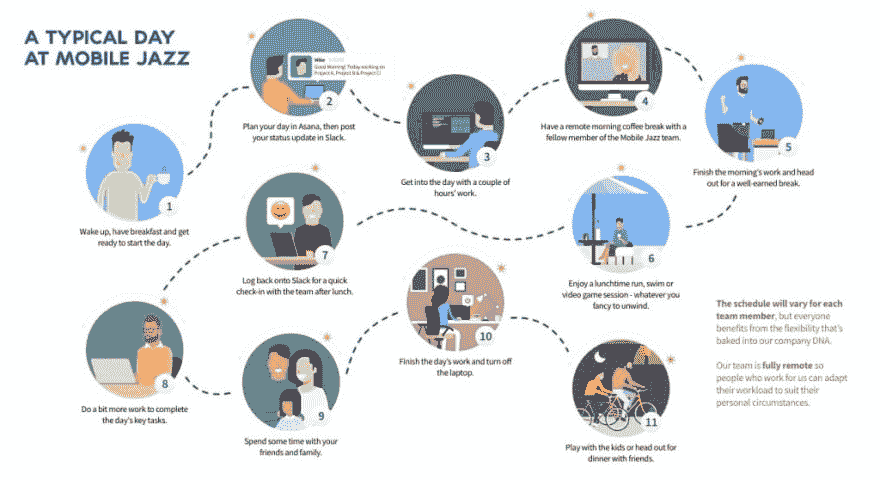 A TYPICAL DAY
AT MOBILE JAZZ
1
Wake up, have breakfast and get
ready to start the day.
Mike
Good Morning! Today working on
Project A, Project B & Project C!
2
Plan your day in Asana, then post
your status update in Slack.
3
Get into the day with a couple of
hours' work.
4
Have a remote morning coffee break with a
fellow member of the Mobile Jazz team.
5
Finish the morning's work and head
out for a well-earned break.
6
Enjoy a lunchtime run, swim or
video game session - whatever you
fancy to unwind.
7
Log back onto Slack for a quick
check-in with the team after lunch.
8
Do a bit more work to complete
the day's key tasks.
9
Spend some time with your
friends and family.
10
Finish the day's work and turn off
the laptop.
11
Play with the kids or head out for
dinner with friends.
The schedule will vary for each
team member, but everyone
benefits from the flexibility that's
baked into our company DNA.
Our team is fully remote so
people who work for us can adapt
their workload to suit their
personal circumstances.